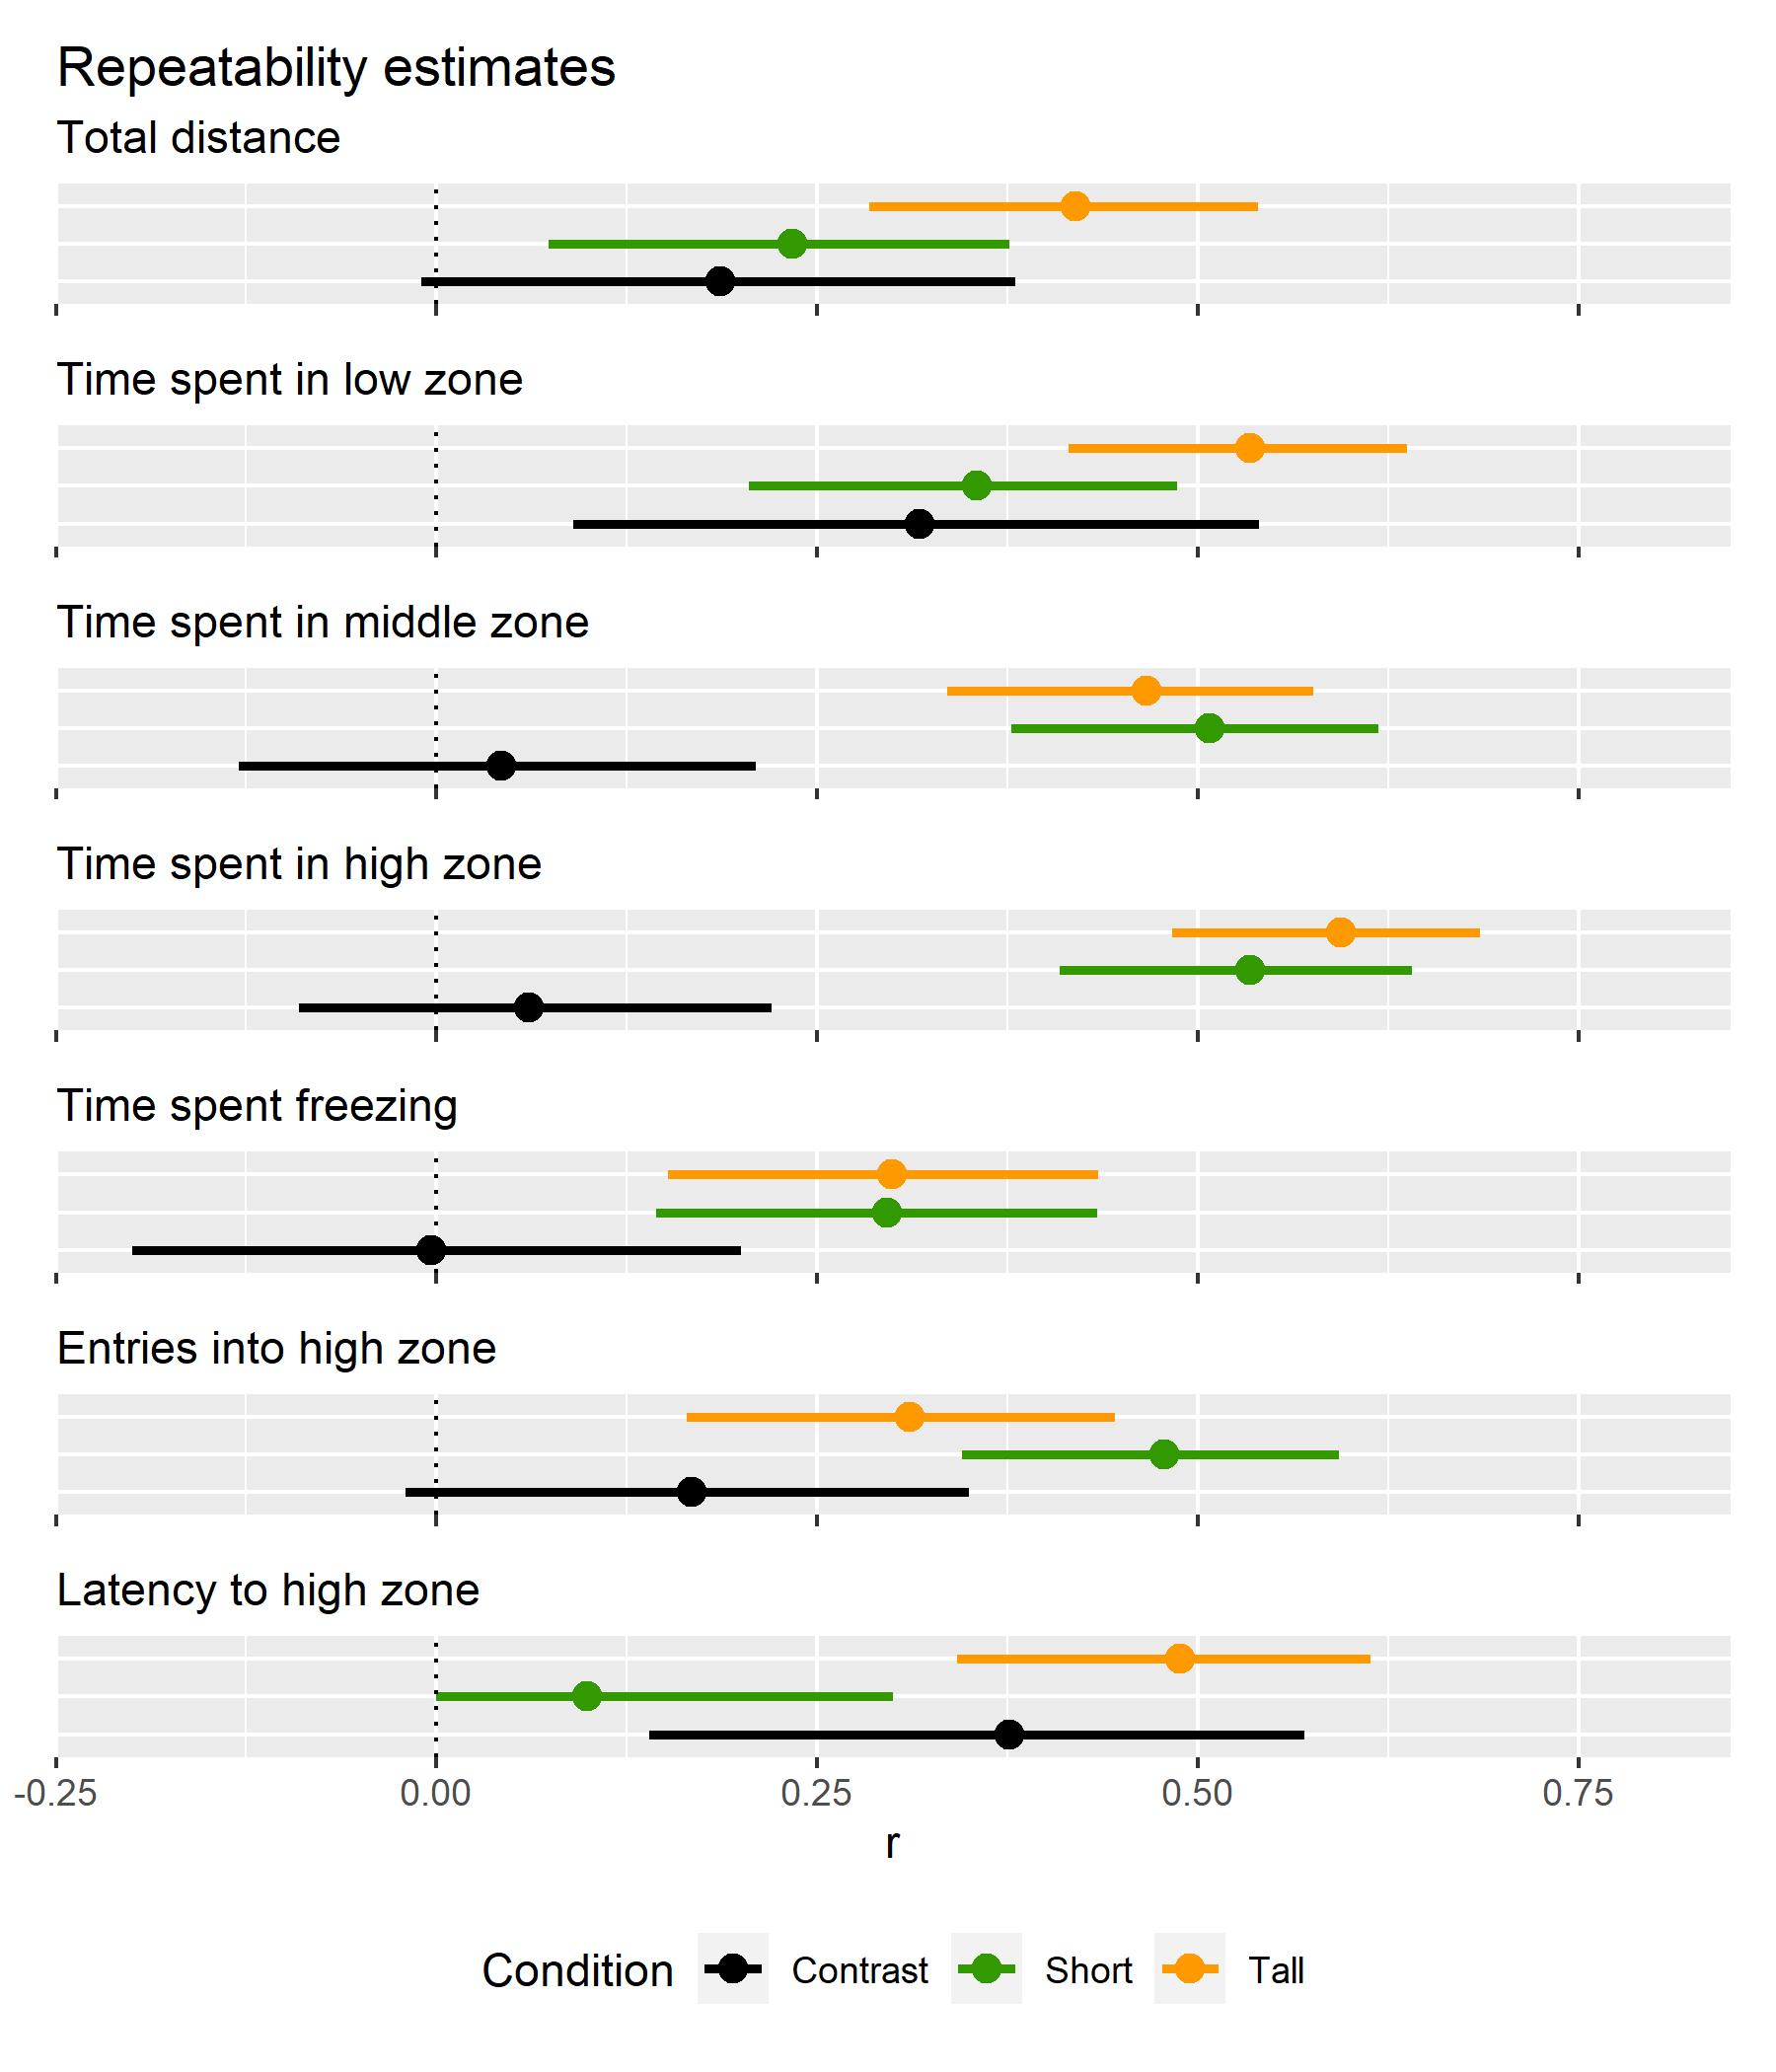 Repeatability estimates
Total distance
Time spent in low zone
Time spent in middle zone
Time spent in high zone
Time spent freezing
Entries into high zone
Latency to high zone
-0.25 0.00 0.25 0.50 0.75
r
Condition Contrast Short Tall